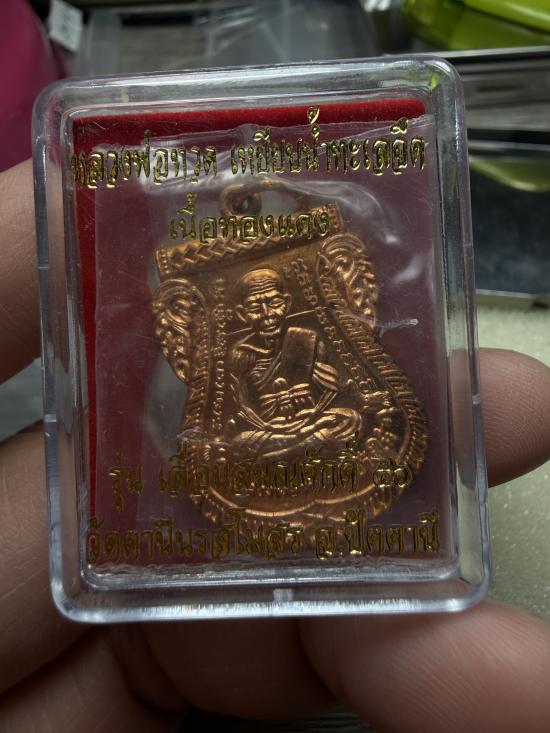 หลวงพ่อทวด เหยียบน้ำทะเลจืด
เนื้อทองแดง
รุ่น เลื่อนสมณศักดิ์ ๕๖
วัดตานีนรสโมสร จ.ปัตตานี